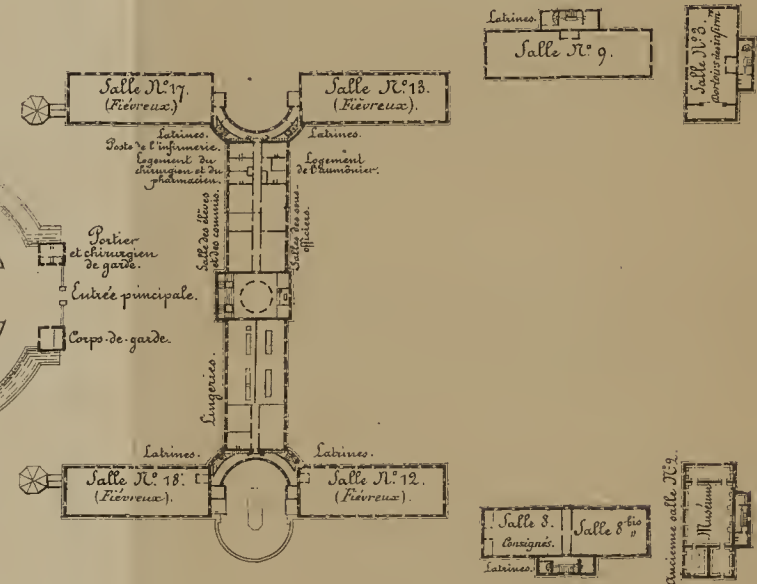 Latrines.
Salle N.º 9.
Salle N.º 3.
Salle N.º 17.
(Fiévreux.)
Salle N.º 13.
(Fiévreux.)
Latrines.
Latrines.
Poste de l'infirmerie.
Logement du
chirurgien et du
pharmacien.
Logement
de l'aumônier.
Salle des élèves
et des commis.
Salles des sous-
officiers.
Portier
et chirurgien
de garde.
Entrée principale.
Corps-de-garde.
Lingeries.
Latrines.
Latrines.
Salle N.º 18.
(Fiévreux).
Salle N.º 12.
(Fiévreux).
Salle 8.
Consignés.
Salle 8 bis
Latrines.
Ancienne salle N.º 2.
Muséum